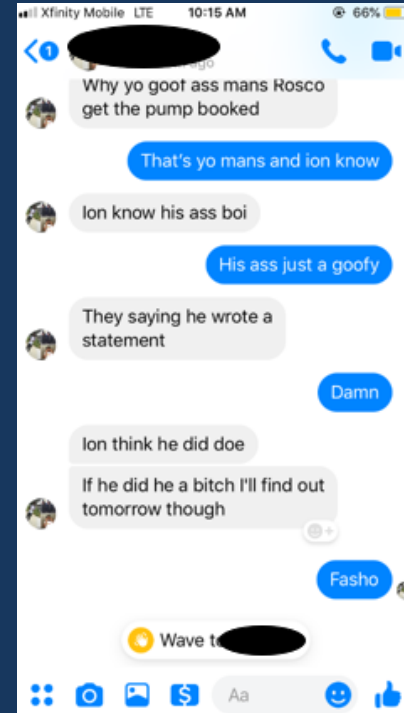 Xfinity Mobile LTE 10:15 AM 66%
1
ago
Why yo goof ass mans Rosco
get the pump booked
That's yo mans and ion know
Ion know his ass boi
His ass just a goofy
They saying he wrote a
statement
Damn
Ion think he did doe
If he did he a bitch I'll find out
tomorrow though
Fasho
Wave to
Aa